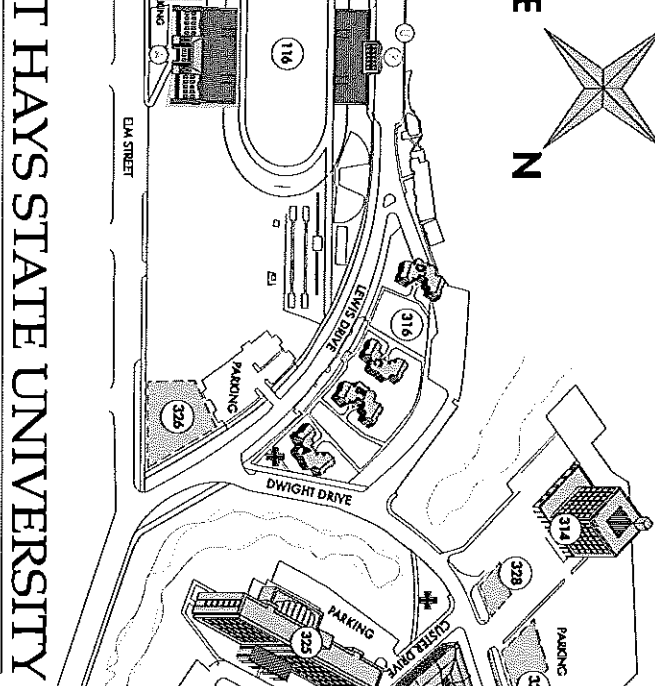 E
N
T HAYS STATE UNIVERSITY
ELM STREET
KING
116
LEWIS DRIVE
316
D
C
PARKING
326
DWIGHT DRIVE
314
328
PARKING
325
CUSTER DRIVE
PARKING